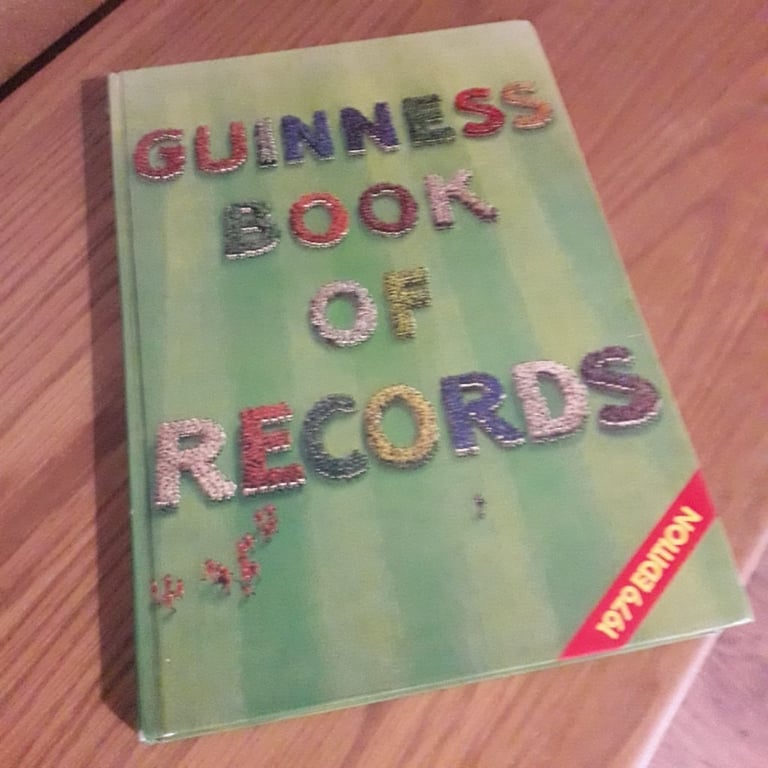 GUINNESS
BOOK
OF
RECORDS
1979 EDITION